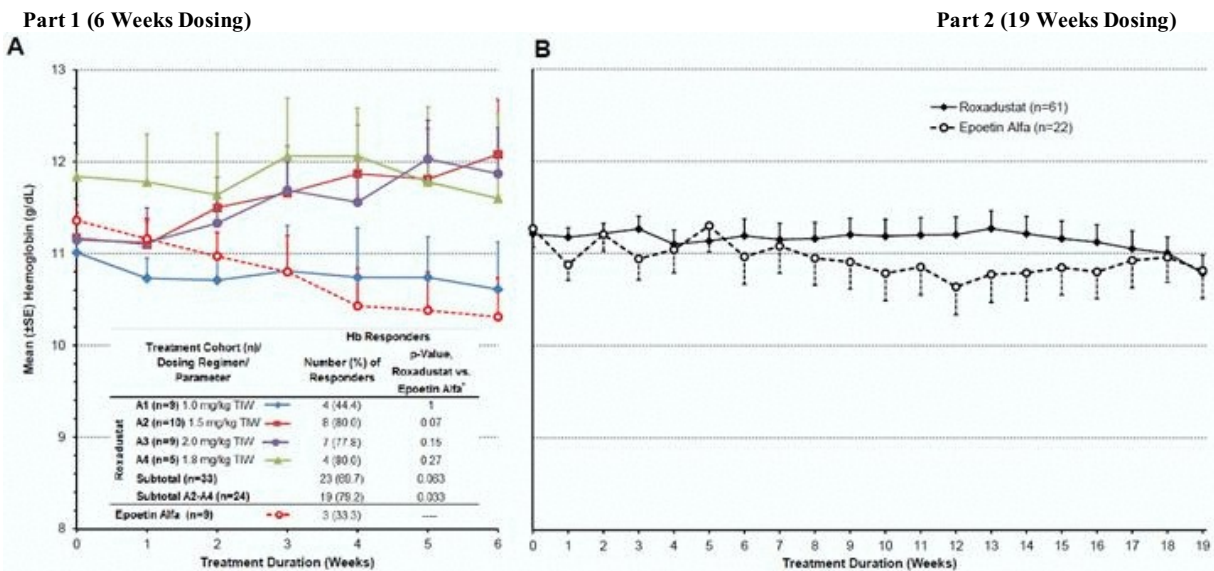 Part 1 (6 Weeks Dosing)
Part 2 (19 Weeks Dosing)
A
B
Mean (±SE) Hemoglobin (g/dL)
13
12
11
10
9
8
Treatment Cohort (n)/
Dosing Regimen/
Parameter
Hb Responders
Number (%) of
Responders
p-Value,
Roxadustat vs.
Epoetin Alfa*
Roxadustat
A1 (n=9) 1.0 mg/kg TIW 4 (44.4) 1
A2 (n=10) 1.5 mg/kg TIW 8 (80.0) 0.07
A3 (n=9) 2.0 mg/kg TIW 7 (77.8) 0.15
A4 (n=5) 1.8 mg/kg TIW 4 (80.0) 0.27
Subtotal (n=33) 23 (69.7) 0.063
Subtotal A2-A4 (n=24) 19 (79.2) 0.033
Epoetin Alfa (n=9) 3 (33.3) ----
0 1 2 3 4 5 6
Treatment Duration (Weeks)
Roxadustat (n=61)
Epoetin Alfa (n=22)
0 1 2 3 4 5 6 7 8 9 10 11 12 13 14 15 16 17 18 19
Treatment Duration (Weeks)